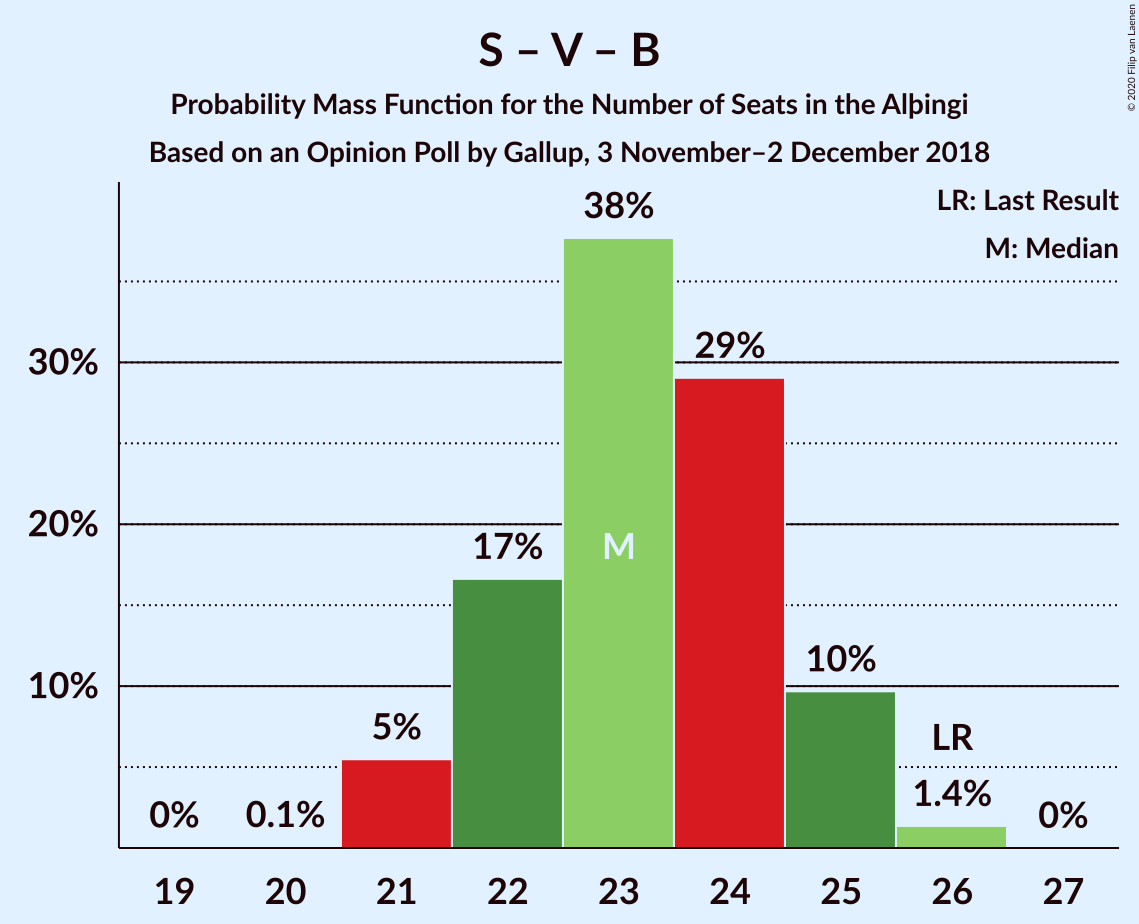 S – V – B
Probability Mass Function for the Number of Seats in the Alþingi
Based on an Opinion Poll by Gallup, 3 November–2 December 2018
© 2020 Filip van Laenen
LR: Last Result
M: Median
38%
29%
30%
20%
17%
M
10%
10%
5%
LR
1.4%
0%
0.1%
0%
19 20 21 22 23 24 25 26 27